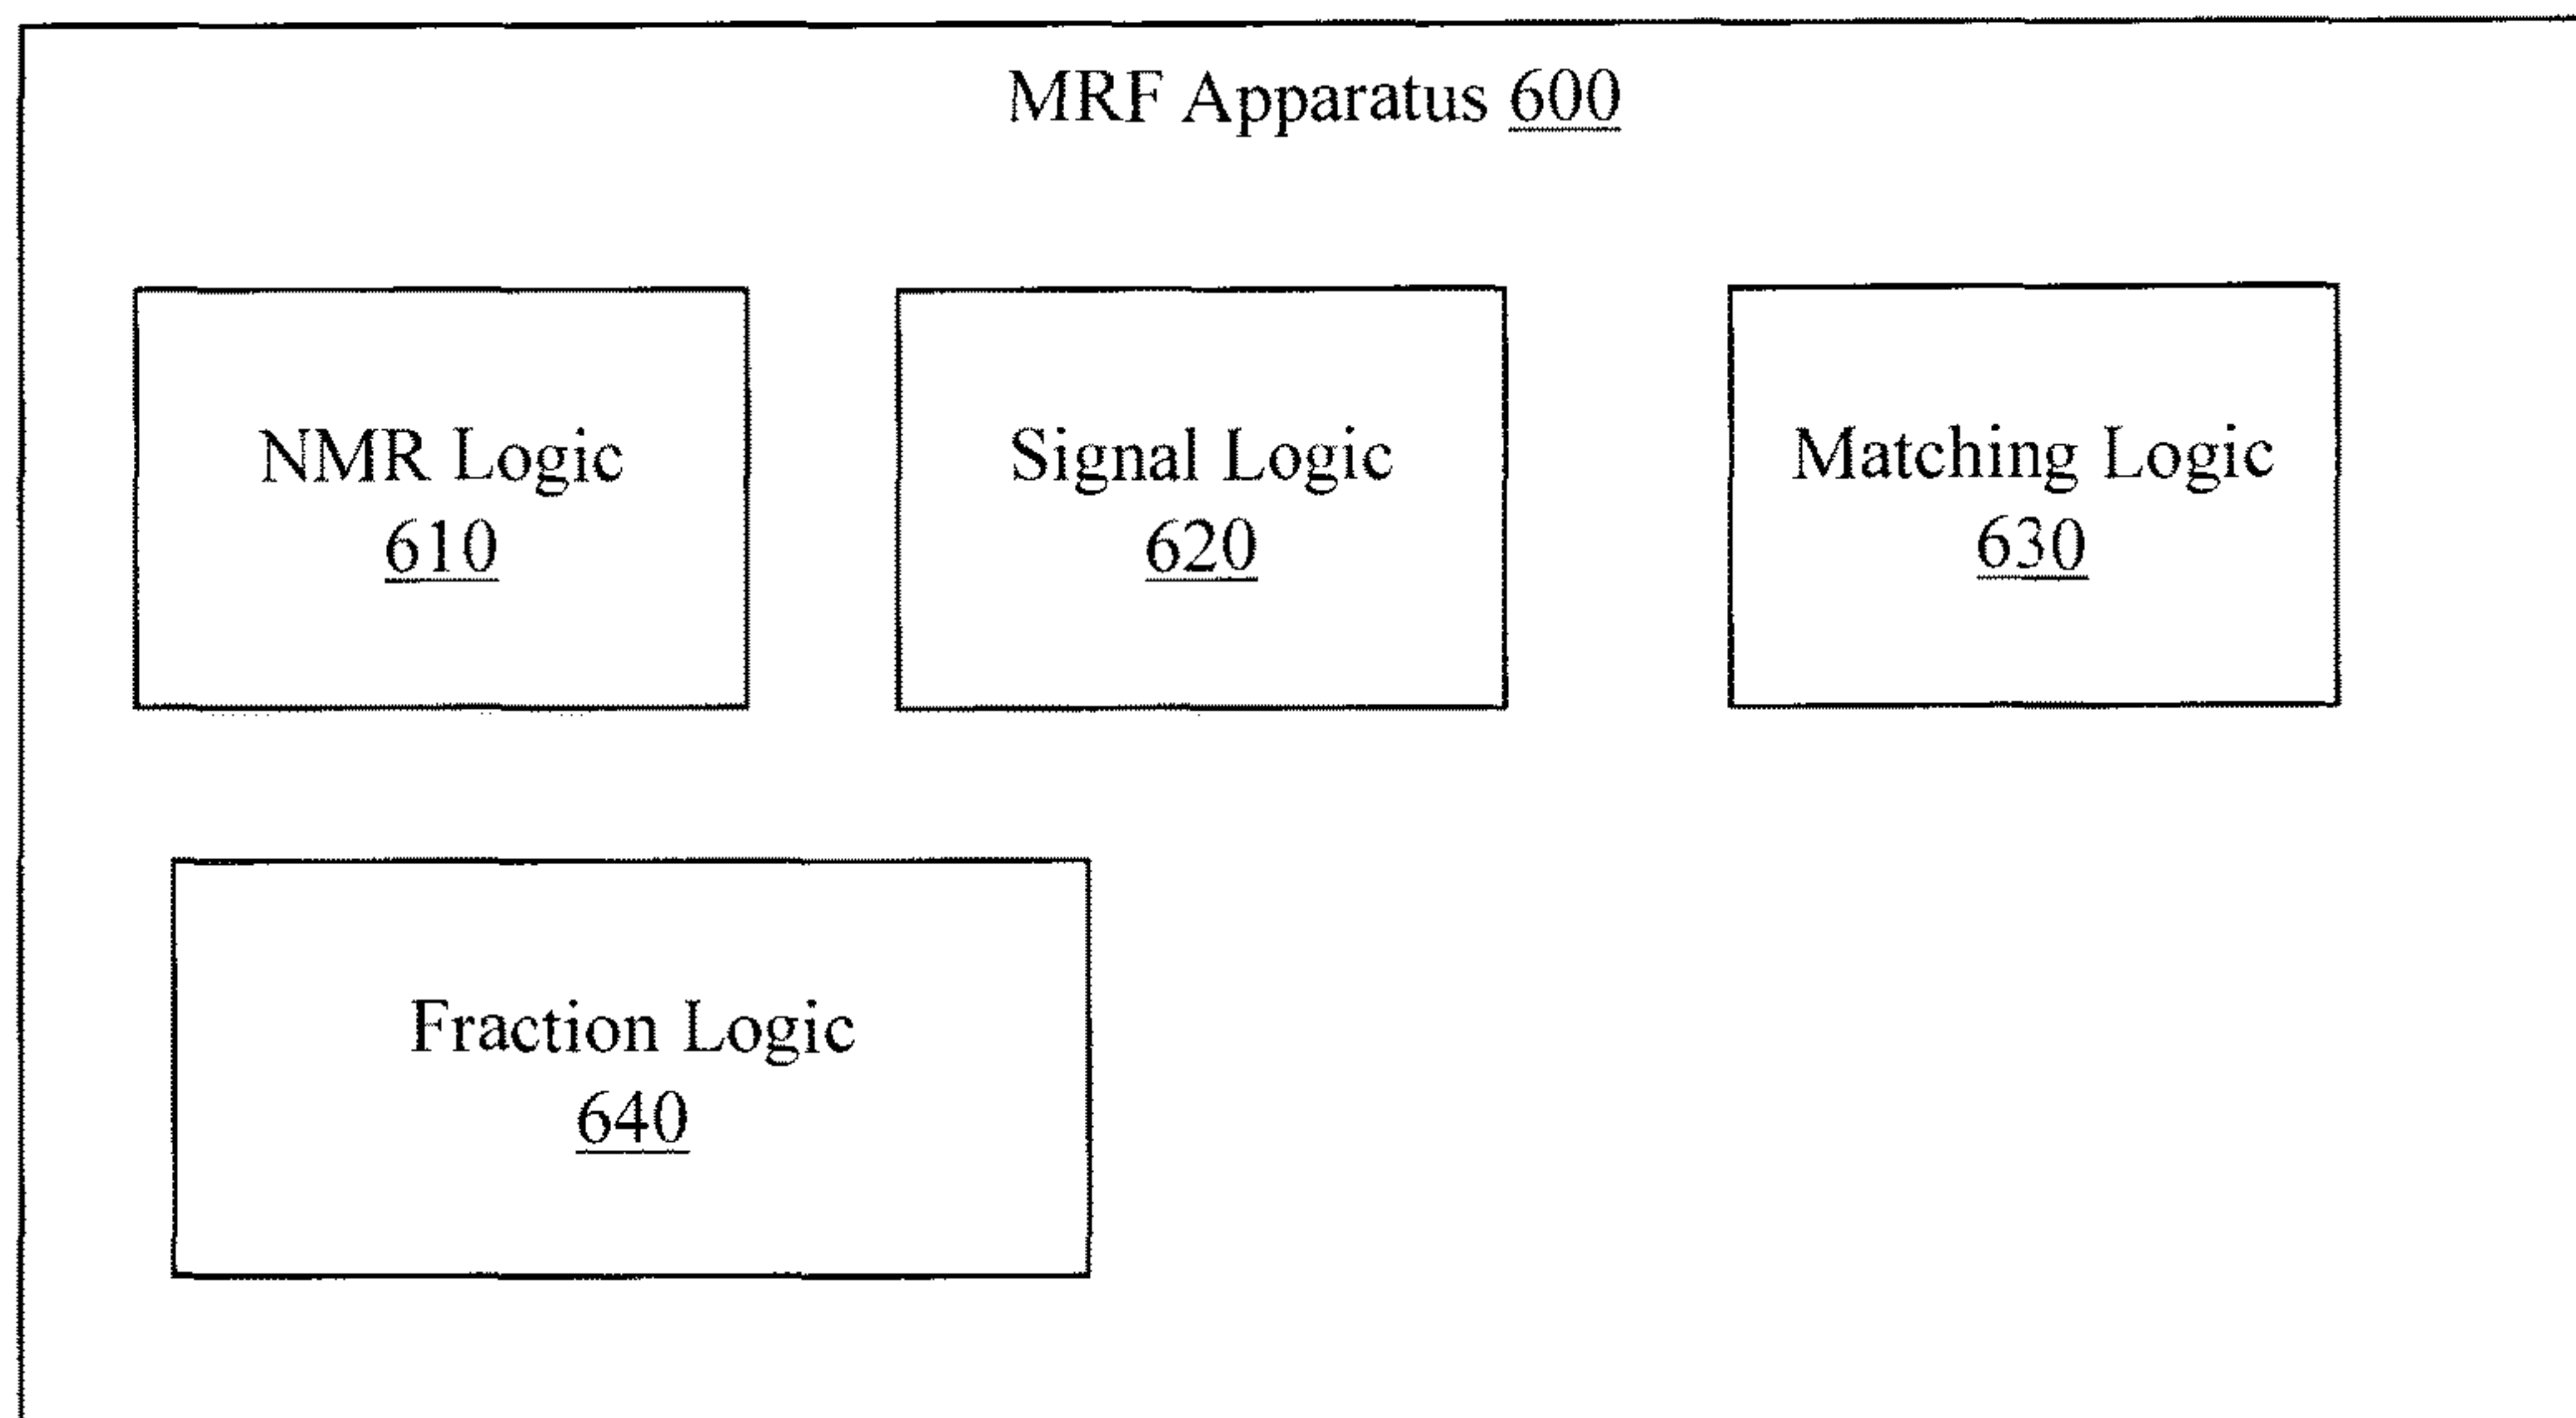 MRF Apparatus 600
NMR Logic
610
Signal Logic
620
Matching Logic
630
Fraction Logic
640